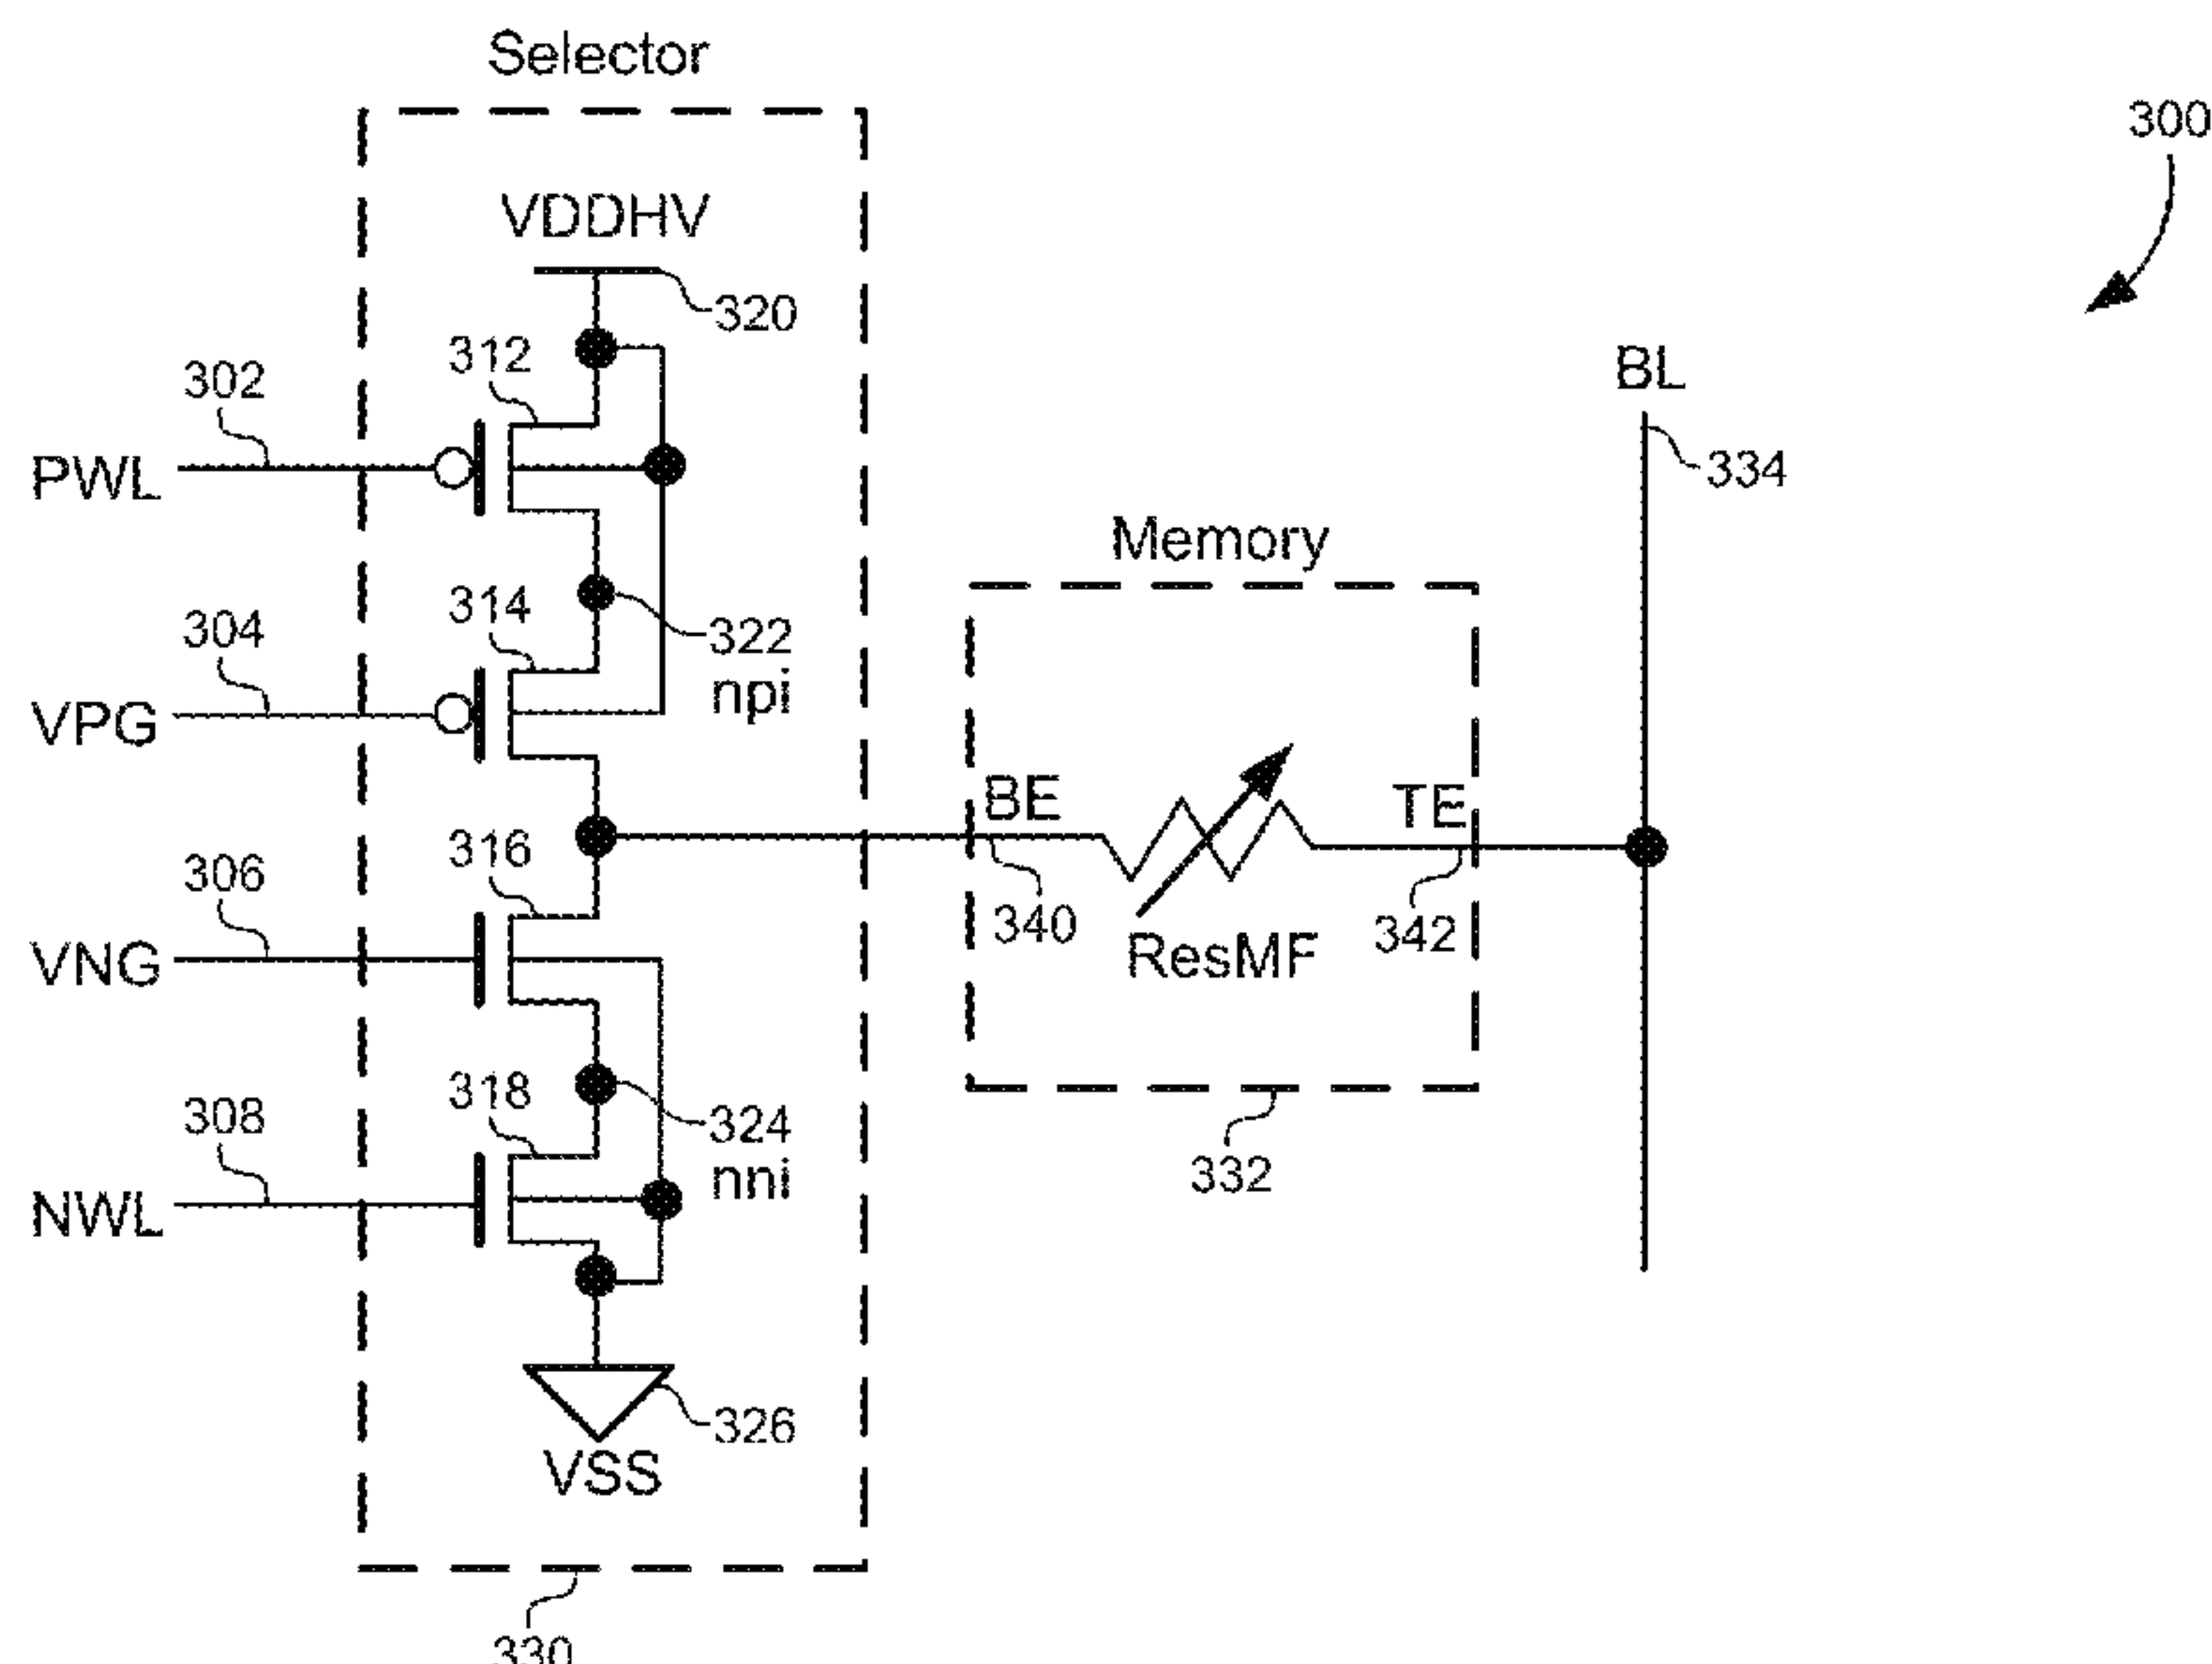 Selector
300
VDDHV
320
312
302
PWL
BL
334
Memory
314
322
npi
304
VPG
BE
TE
316
306
VNG
340
ResMF
342
318
324
nni
308
NWL
332
326
VSS
330